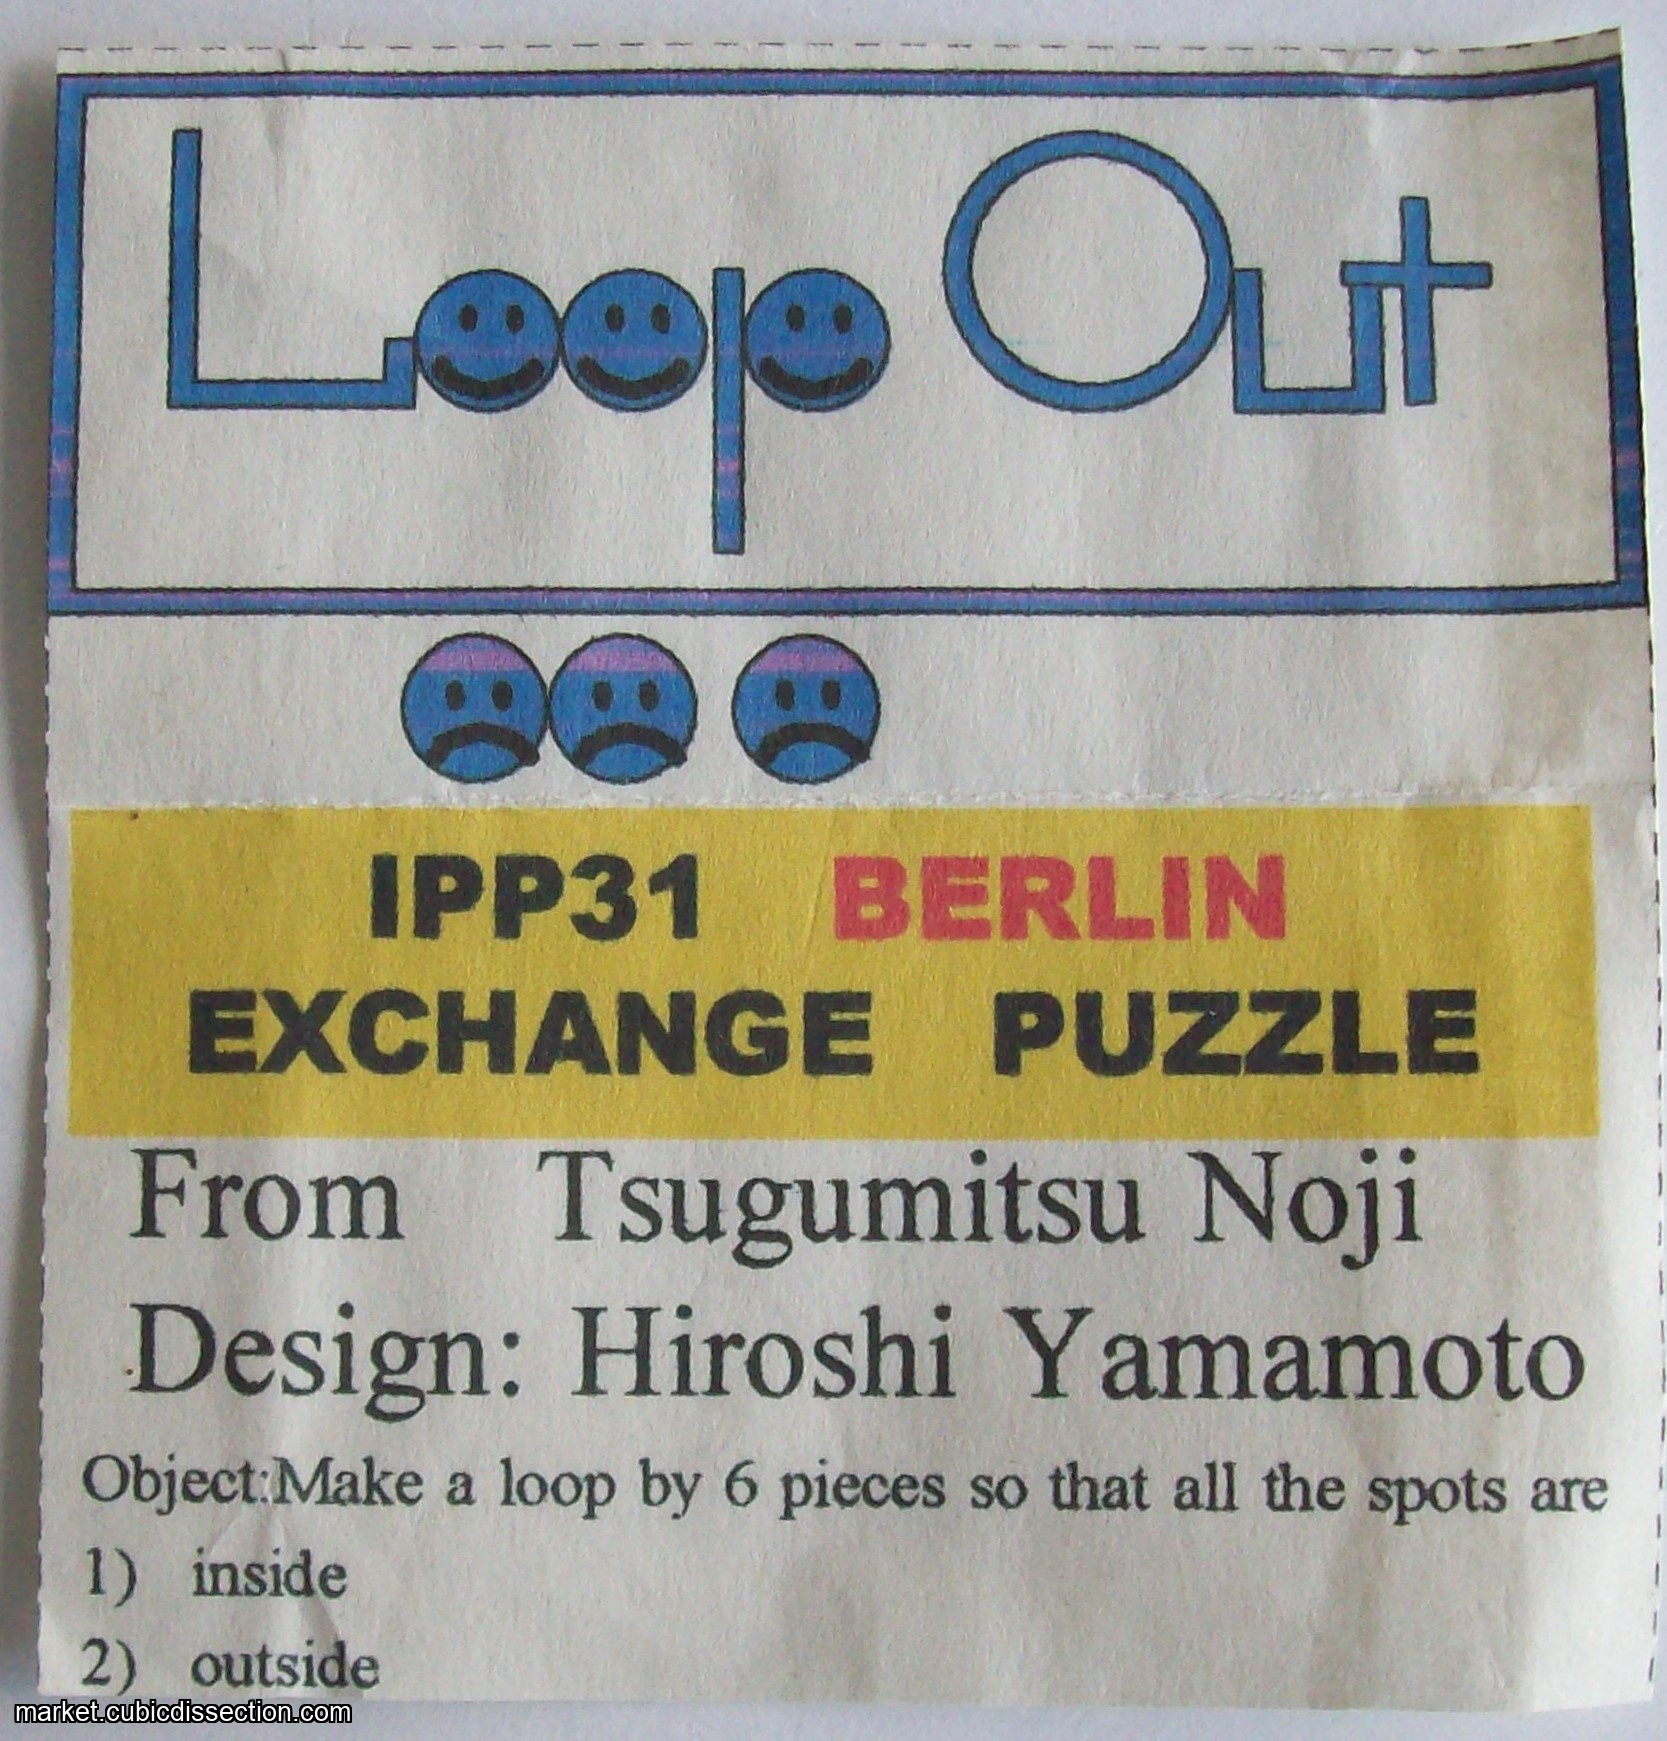 Loop Out
IPP31 BERLIN
EXCHANGE PUZZLE
From Tsugumitsu Noji
Design: Hiroshi Yamamoto
Object:Make a loop by 6 pieces so that all the spots are
1) inside
2) outside
market.cubicdissection.com